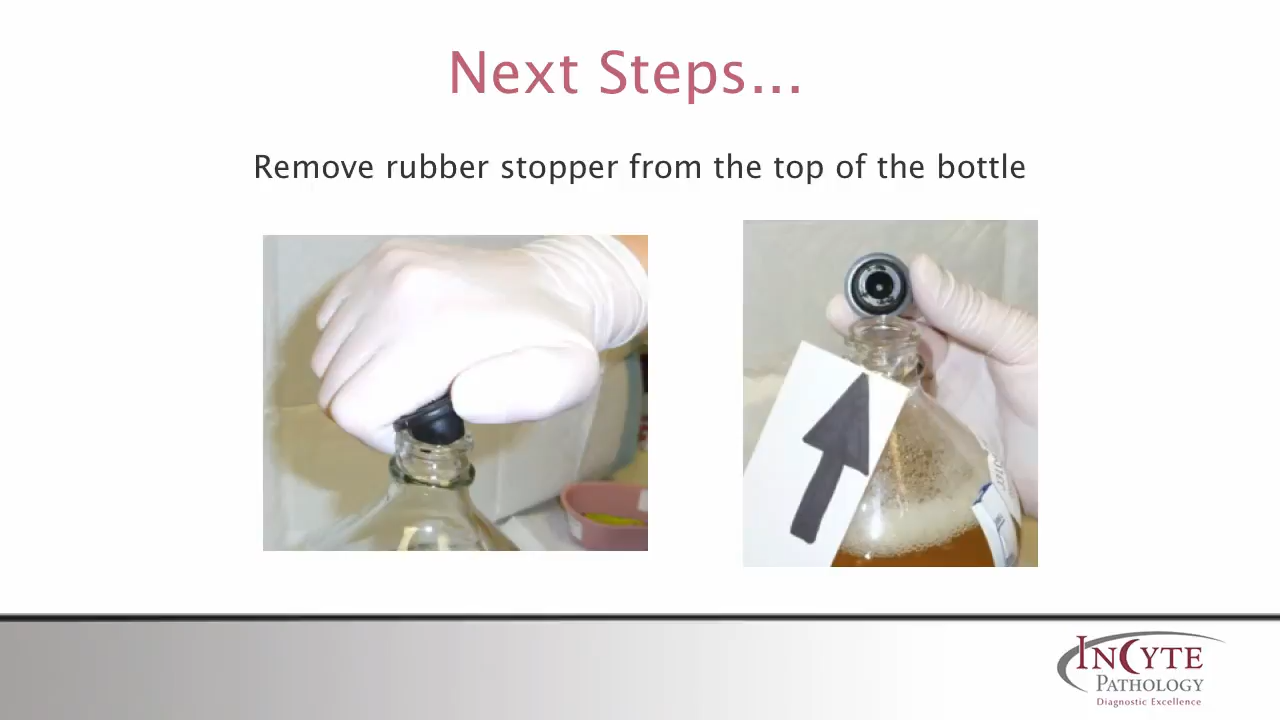 Next Steps...
Remove rubber stopper from the top of the bottle
INCYTE
PATHOLOGY
Diagnostic Excellence